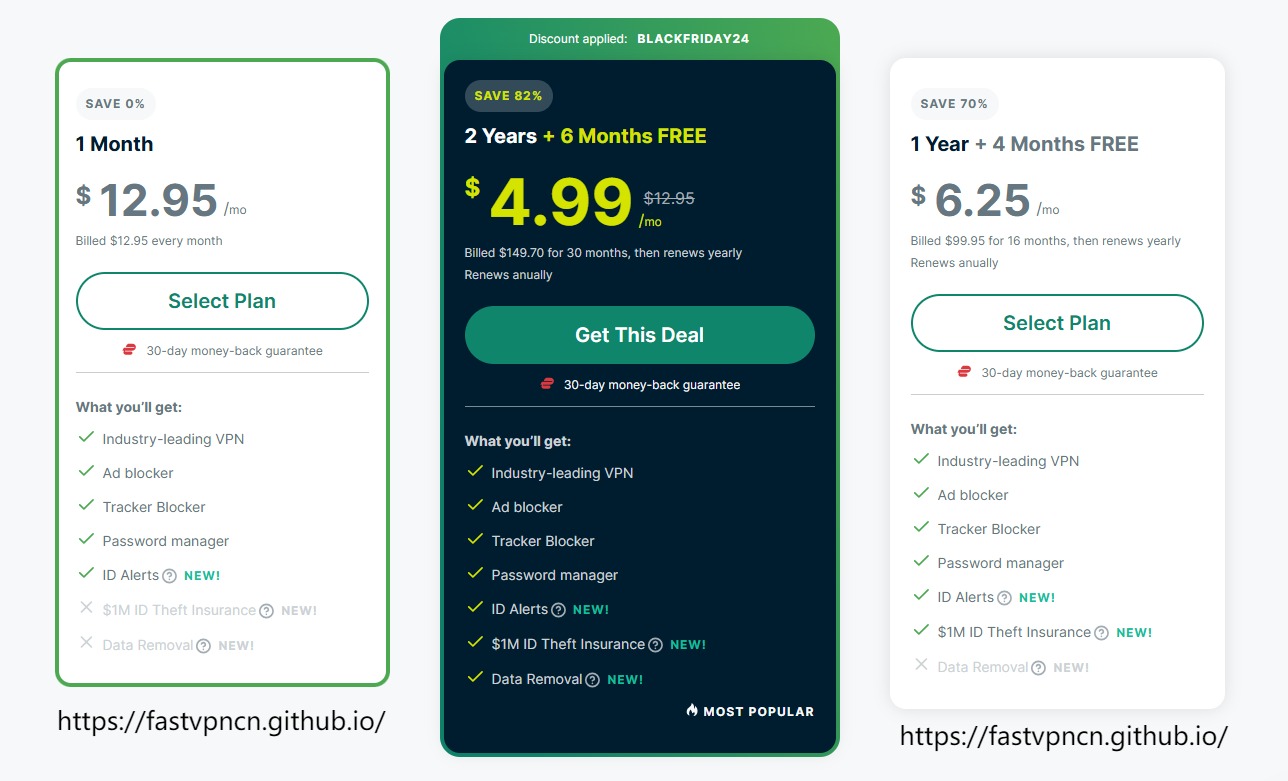 Discount applied: BLACKFRIDAY24
SAVE 0%
1 Month
$ 12.95 /mo
Billed $12.95 every month
Select Plan
30-day money-back guarantee
What you'll get:
Industry-leading VPN
Ad blocker
Tracker Blocker
Password manager
ID Alerts ? NEW!
$1M ID Theft Insurance ? NEW!
Data Removal ? NEW!
https://fastvpncn.github.io/
SAVE 82%
2 Years + 6 Months FREE
$ 4.99 $12.95 /mo
Billed $149.70 for 30 months, then renews yearly
Renews anually
Get This Deal
30-day money-back guarantee
What you'll get:
Industry-leading VPN
Ad blocker
Tracker Blocker
Password manager
ID Alerts ? NEW!
$1M ID Theft Insurance ? NEW!
Data Removal ? NEW!
MOST POPULAR
SAVE 70%
1 Year + 4 Months FREE
$ 6.25 /mo
Billed $99.95 for 16 months, then renews yearly
Renews anually
Select Plan
30-day money-back guarantee
What you'll get:
Industry-leading VPN
Ad blocker
Tracker Blocker
Password manager
ID Alerts ? NEW!
$1M ID Theft Insurance ? NEW!
Data Removal ? NEW!
https://fastvpncn.github.io/